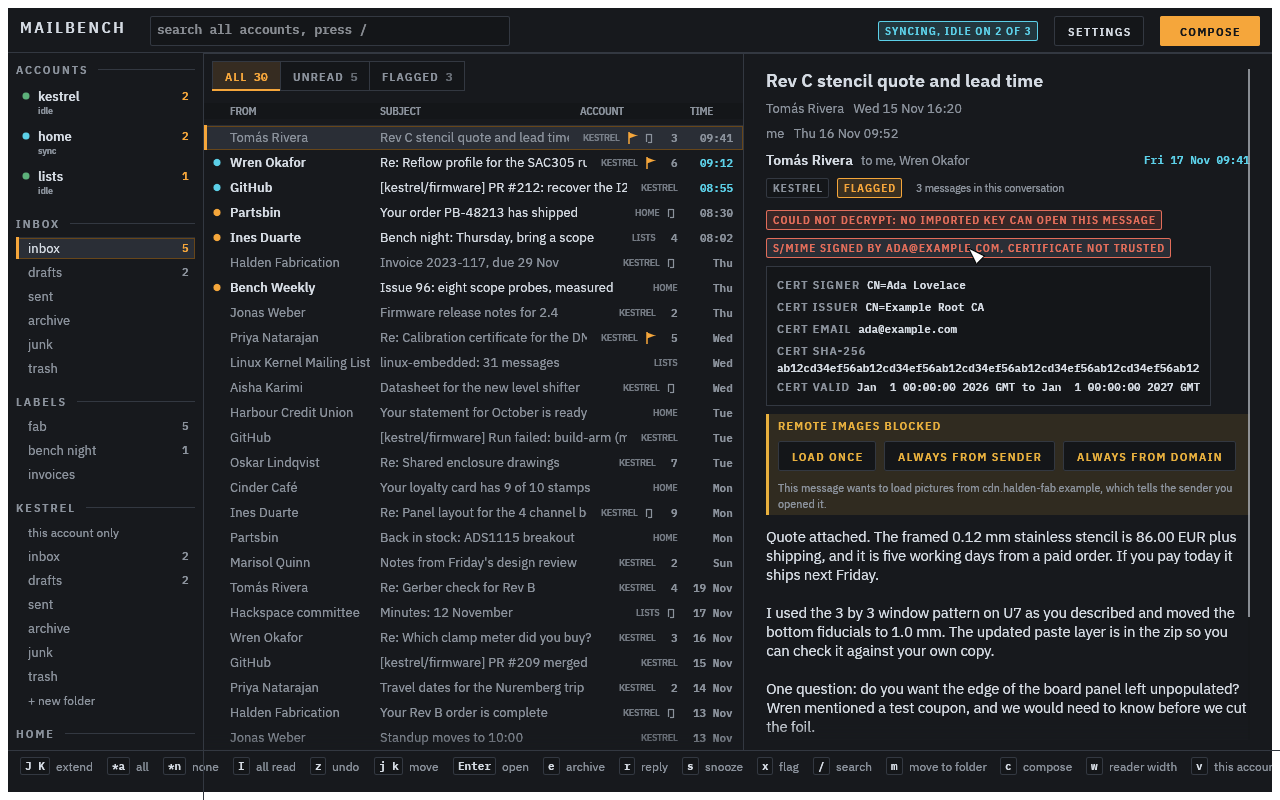 MAILBENCH
search all accounts, press /
SYNCING, IDLE ON 2 OF 3
SETTINGS
COMPOSE
ACCOUNTS
kestrel 2
idle
home 2
sync
lists 1
idle
INBOX
inbox 5
drafts 2
sent
archive
junk
trash
LABELS
fab 5
bench night 1
invoices
KESTREL
this account only
inbox 2
drafts 2
sent
archive
junk
trash
+ new folder
HOME
ALL 30 UNREAD 5 FLAGGED 3
FROM SUBJECT ACCOUNT TIME
Tomás Rivera Rev C stencil quote and lead time KESTREL 3 09:41
Wren Okafor Re: Reflow profile for the SAC305 ru KESTREL 6 09:12
GitHub [kestrel/firmware] PR #212: recover the I2 KESTREL 08:55
Partsbin Your order PB-48213 has shipped HOME 08:30
Ines Duarte Bench night: Thursday, bring a scope LISTS 4 08:02
Halden Fabrication Invoice 2023-117, due 29 Nov KESTREL Thu
Bench Weekly Issue 96: eight scope probes, measured HOME Thu
Jonas Weber Firmware release notes for 2.4 KESTREL 2 Thu
Priya Natarajan Re: Calibration certificate for the DM KESTREL 5 Wed
Linux Kernel Mailing List linux-embedded: 31 messages LISTS Wed
Aisha Karimi Datasheet for the new level shifter KESTREL Wed
Harbour Credit Union Your statement for October is ready HOME Tue
GitHub [kestrel/firmware] Run failed: build-arm (m KESTREL Tue
Oskar Lindqvist Re: Shared enclosure drawings KESTREL 7 Tue
Cinder Café Your loyalty card has 9 of 10 stamps HOME Mon
Ines Duarte Re: Panel layout for the 4 channel b KESTREL 9 Mon
Partsbin Back in stock: ADS1115 breakout HOME Mon
Marisol Quinn Notes from Friday's design review KESTREL 2 Sun
Tomás Rivera Re: Gerber check for Rev B KESTREL 4 19 Nov
Hackspace committee Minutes: 12 November LISTS 17 Nov
Wren Okafor Re: Which clamp meter did you buy? KESTREL 3 16 Nov
GitHub [kestrel/firmware] PR #209 merged KESTREL 15 Nov
Priya Natarajan Travel dates for the Nuremberg trip KESTREL 2 14 Nov
Halden Fabrication Your Rev B order is complete KESTREL 13 Nov
Jonas Weber Standup moves to 10:00 KESTREL 13 Nov
Rev C stencil quote and lead time
Tomás Rivera Wed 15 Nov 16:20
me Thu 16 Nov 09:52
Tomás Rivera to me, Wren Okafor Fri 17 Nov 09:41
KESTREL FLAGGED 3 messages in this conversation
COULD NOT DECRYPT: NO IMPORTED KEY CAN OPEN THIS MESSAGE
S/MIME SIGNED BY ADA@EXAMPLE.COM, CERTIFICATE NOT TRUSTED
CERT SIGNER CN=Ada Lovelace
CERT ISSUER CN=Example Root CA
CERT EMAIL ada@example.com
CERT SHA-256
ab12cd34ef56ab12cd34ef56ab12cd34ef56ab12cd34ef56ab12cd34ef56ab12
CERT VALID Jan  1 00:00:00 2026 GMT to Jan  1 00:00:00 2027 GMT
REMOTE IMAGES BLOCKED
LOAD ONCE ALWAYS FROM SENDER ALWAYS FROM DOMAIN
This message wants to load pictures from cdn.halden-fab.example, which tells the sender you
opened it.
Quote attached. The framed 0.12 mm stainless stencil is 86.00 EUR plus
shipping, and it is five working days from a paid order. If you pay today it
ships next Friday.
I used the 3 by 3 window pattern on U7 as you described and moved the
bottom fiducials to 1.0 mm. The updated paste layer is in the zip so you
can check it against your own copy.
One question: do you want the edge of the board panel left unpopulated?
Wren mentioned a test coupon, and we would need to know before we cut
the foil.
J K extend *a all *n none I all read z undo j k move Enter open e archive r reply s snooze x flag / search m move to folder c compose w reader width v this accour